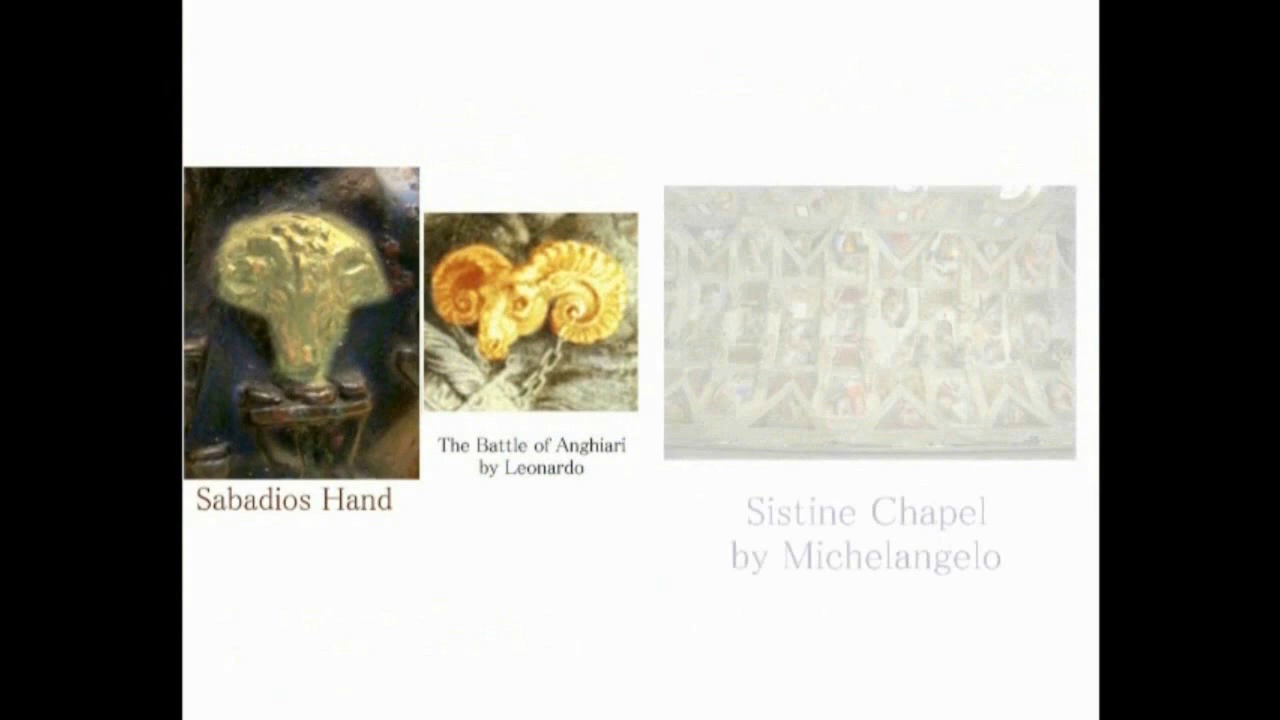 Sabadios Hand
The Battle of Anghiari
by Leonardo
Sistine Chapel
by Michelangelo